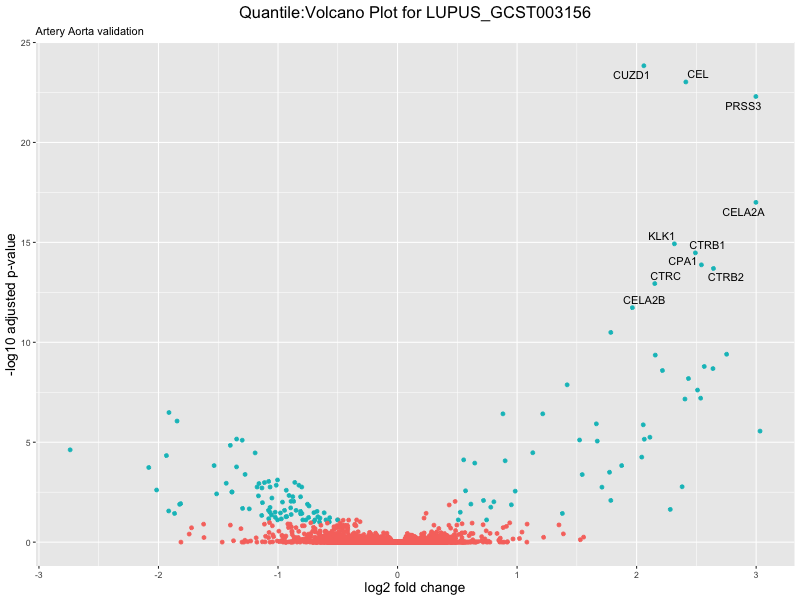 Quantile:Volcano Plot for LUPUS_GCST003156
Artery Aorta validation
-log10 adjusted p-value
25
20
15
10
5
0
CUZD1
CEL
PRSS3
CELA2A
KLK1
CTRB1
CPA1
CTRC
CTRB2
CELA2B
-3
-2
-1
0
1
2
3
log2 fold change